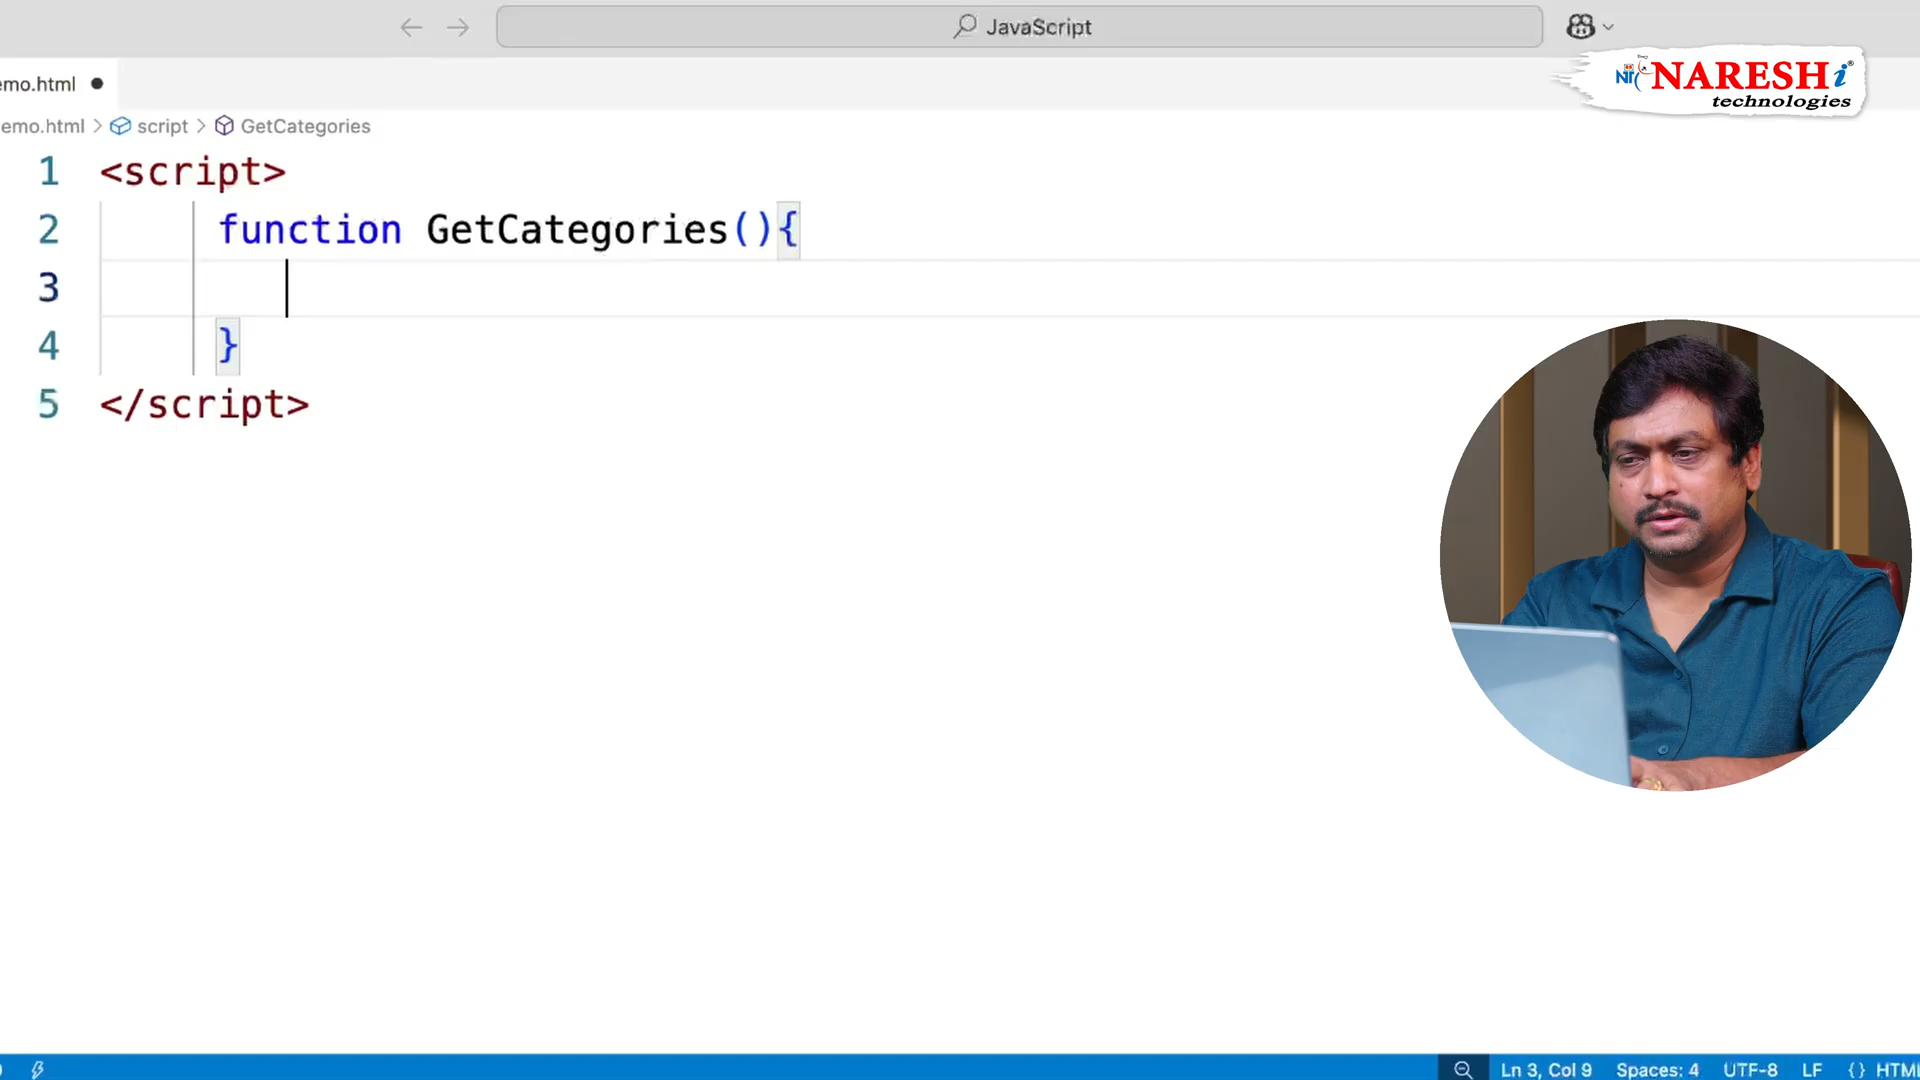 JavaScript
NARESH i ®
technologies
emo.html
emo.html > script > GetCategories
1 <script>
2 function GetCategories(){
3
4 }
5 </script>
Ln 3, Col 9 Spaces: 4 UTF-8 LF {} HTML